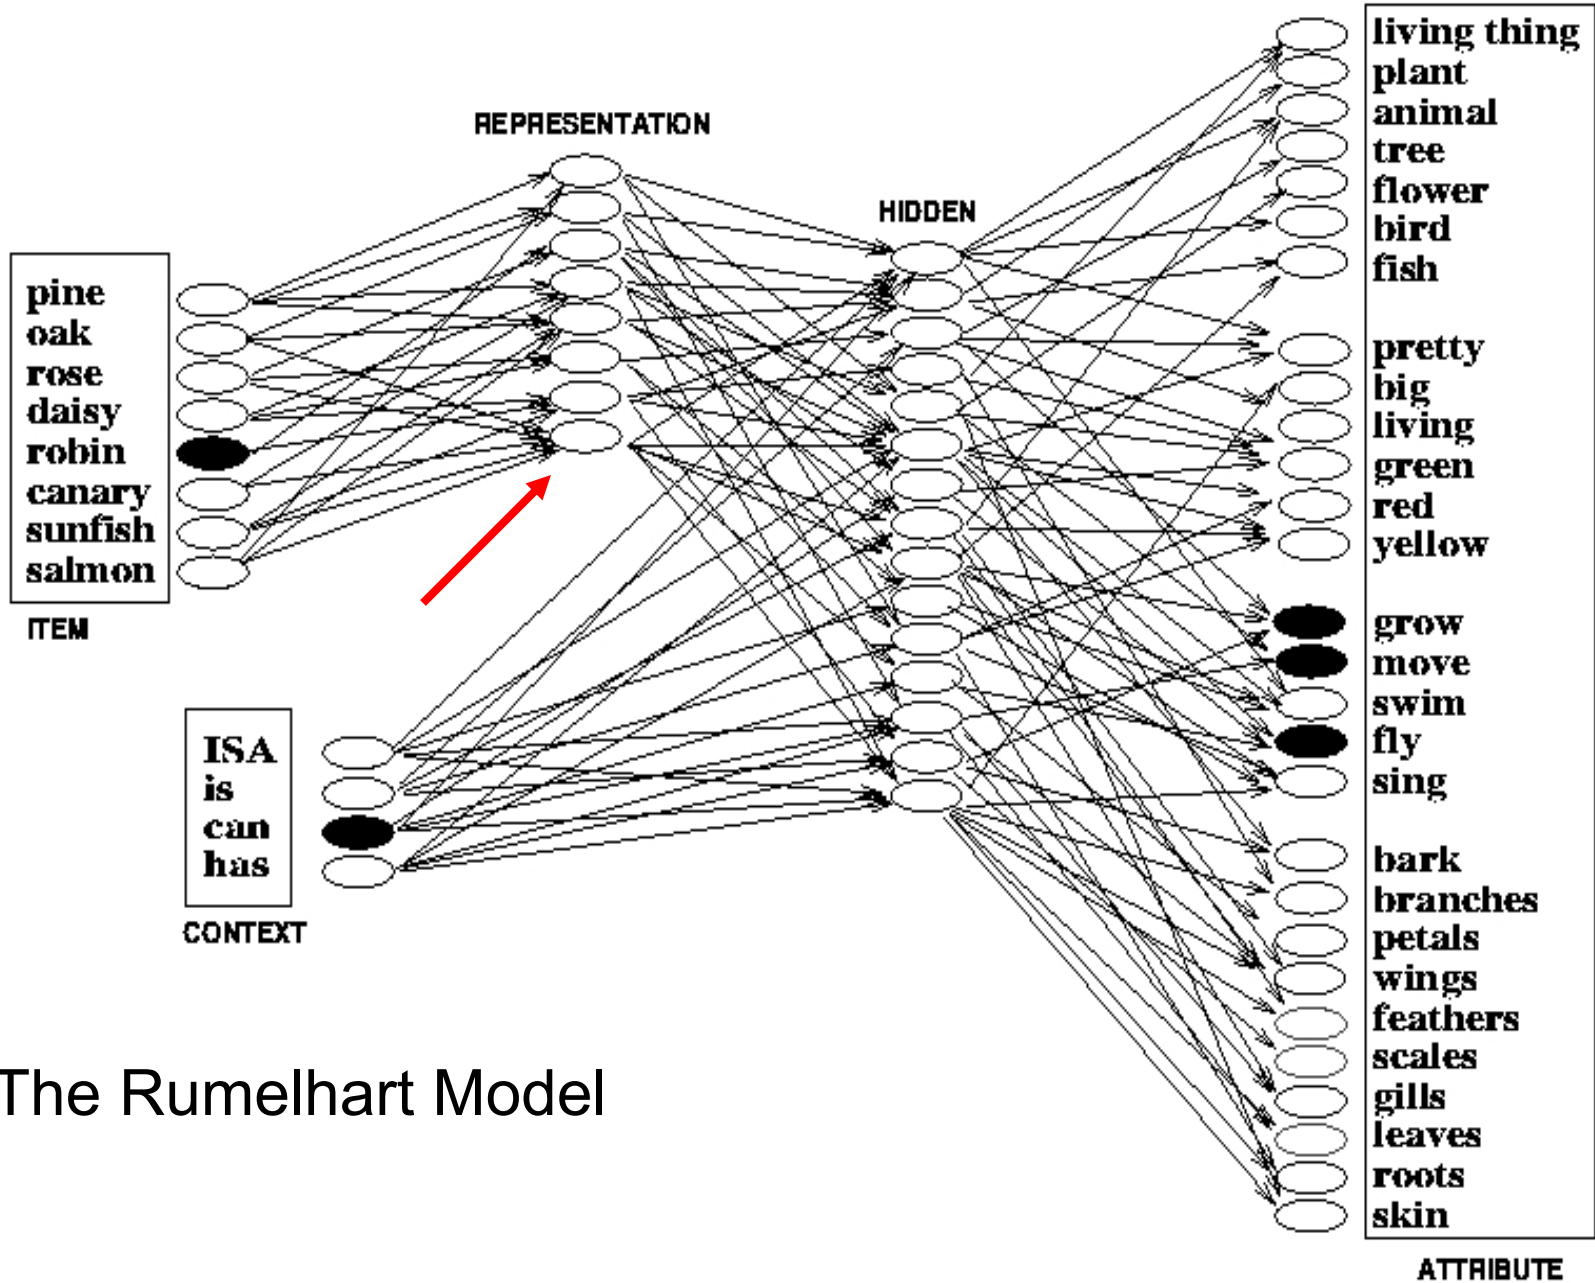 REPRESENTATION
HIDDEN
pine
oak
rose
daisy
robin
canary
sunfish
salmon
ITEM
ISA
is
can
has
CONTEXT
living thing
plant
animal
tree
flower
bird
fish
pretty
big
living
green
red
yellow
grow
move
swim
fly
sing
bark
branches
petals
wings
feathers
scales
gills
leaves
roots
skin
ATTRIBUTE
The Rumelhart Model